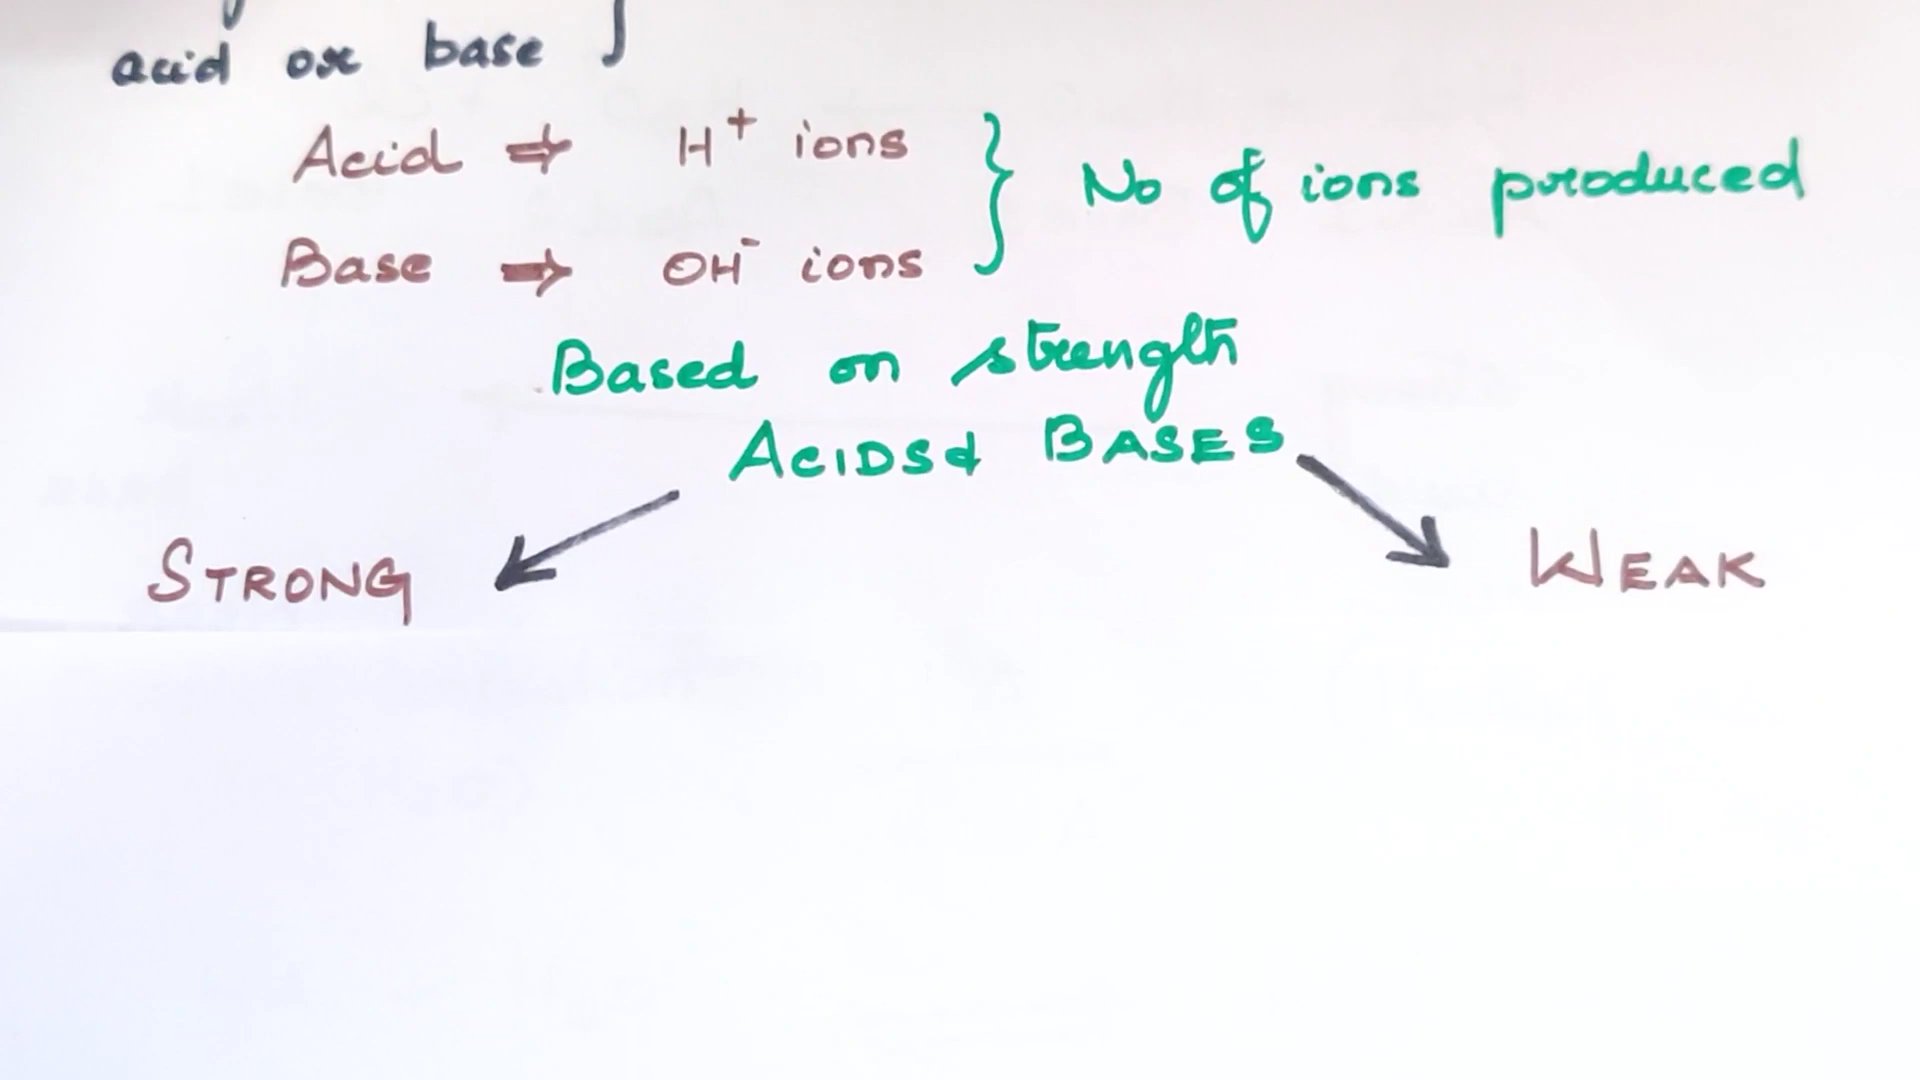 acid or base }
Acid ⇒ H⁺ ions
Base ⇒ OH⁻ ions
} No of ions produced
Based on strength
ACIDS & BASES
STRONG
WEAK